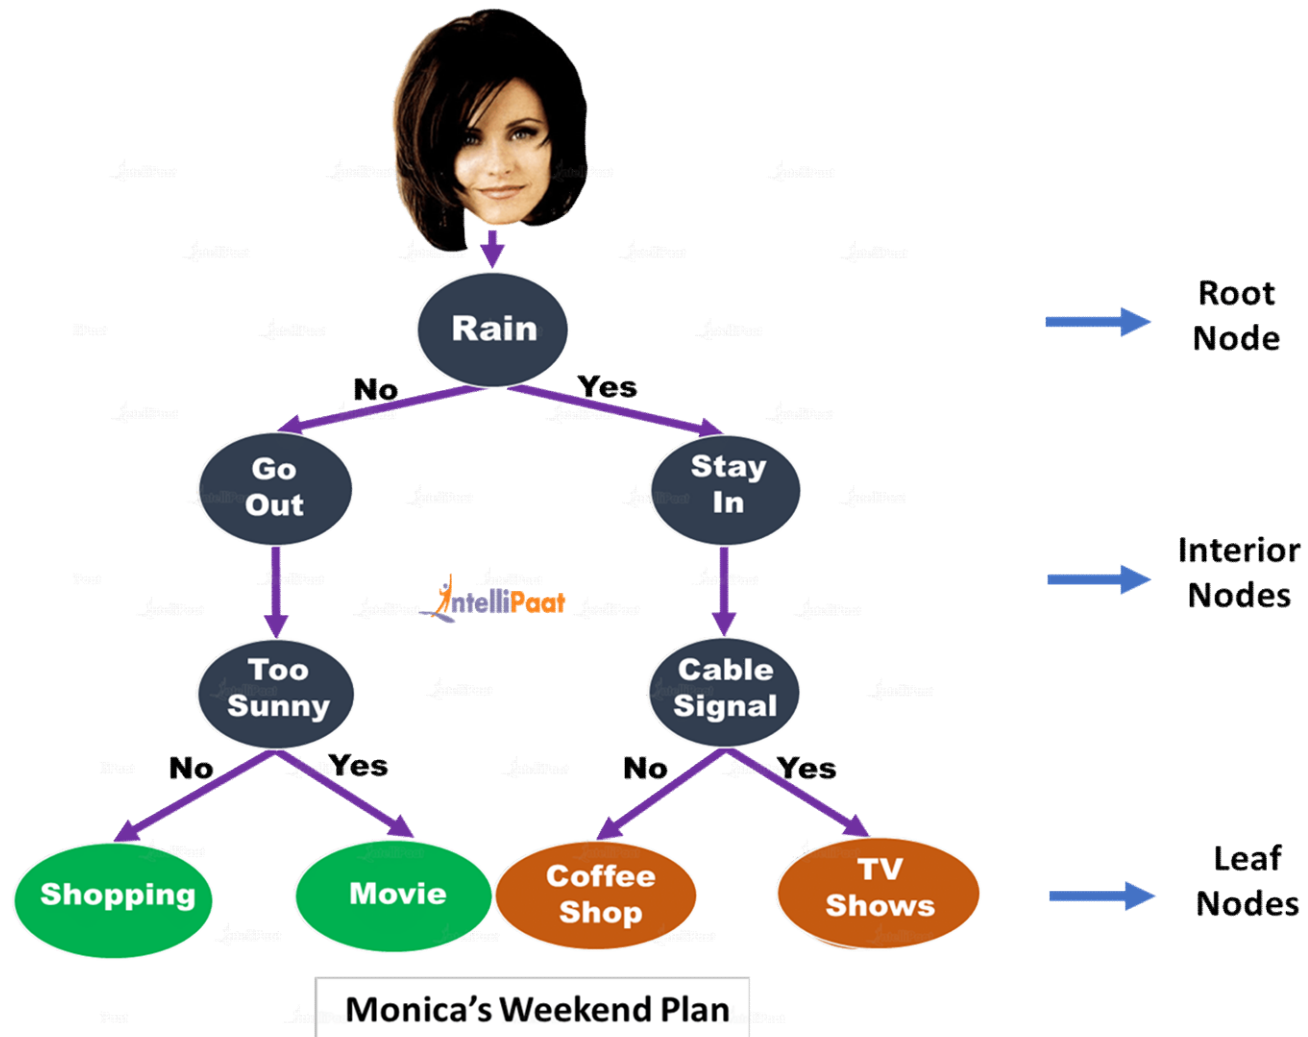 Rain
Root
Node
No
Yes
Go
Out
Stay
In
IntelliPaat
Interior
Nodes
Too
Sunny
Cable
Signal
No
Yes
No
Yes
Shopping
Movie
Coffee
Shop
TV
Shows
Leaf
Nodes
Monica's Weekend Plan